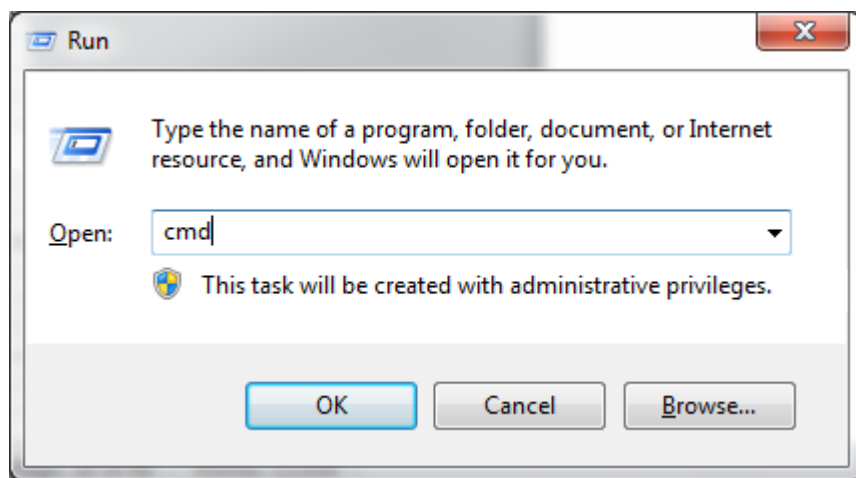 Run
Type the name of a program, folder, document, or Internet
resource, and Windows will open it for you.
Open: cmd
This task will be created with administrative privileges.
OK Cancel Browse...